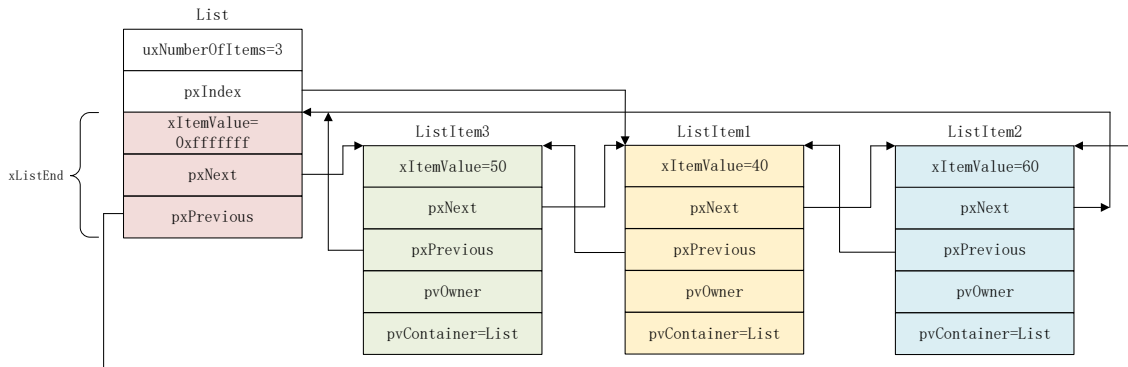 List
uxNumberOfItems=3
pxIndex
xItemValue=
0xfffffff
pxNext
pxPrevious
xListEnd
ListItem3
xItemValue=50
pxNext
pxPrevious
pvOwner
pvContainer=List
ListItem1
xItemValue=40
pxNext
pxPrevious
pvOwner
pvContainer=List
ListItem2
xItemValue=60
pxNext
pxPrevious
pvOwner
pvContainer=List